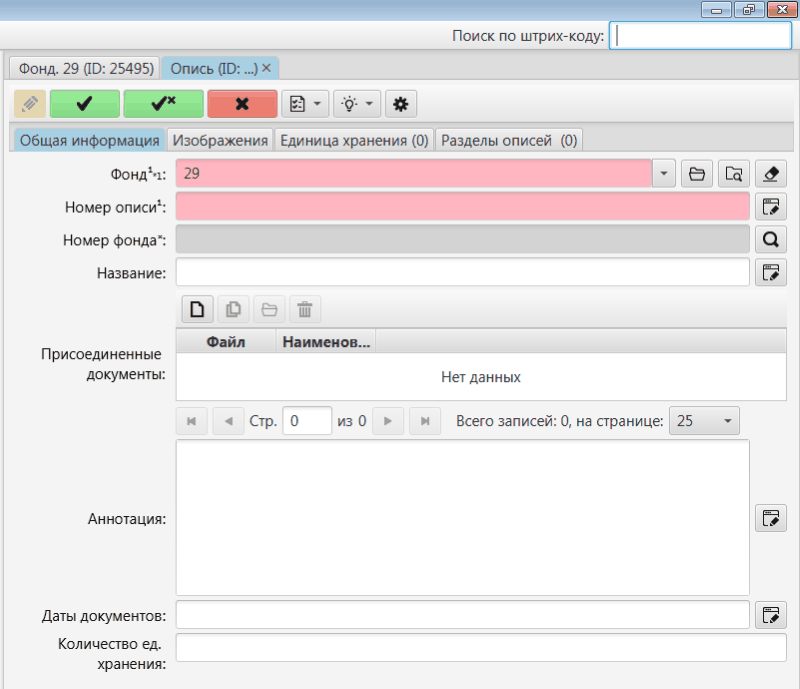 Поиск по штрих-коду:
Фонд. 29 (ID: 25495) Опись (ID: ...) ×
Общая информация Изображения Единица хранения (0) Разделы описей (0)
Фонд¹*¹: 29
Номер описи¹:
Номер фонда*:
Название:
Файл Наименов...
Присоединенные
документы:
Нет данных
Стр. 0 из 0 Всего записей: 0, на странице: 25
Аннотация:
Даты документов:
Количество ед.
хранения: